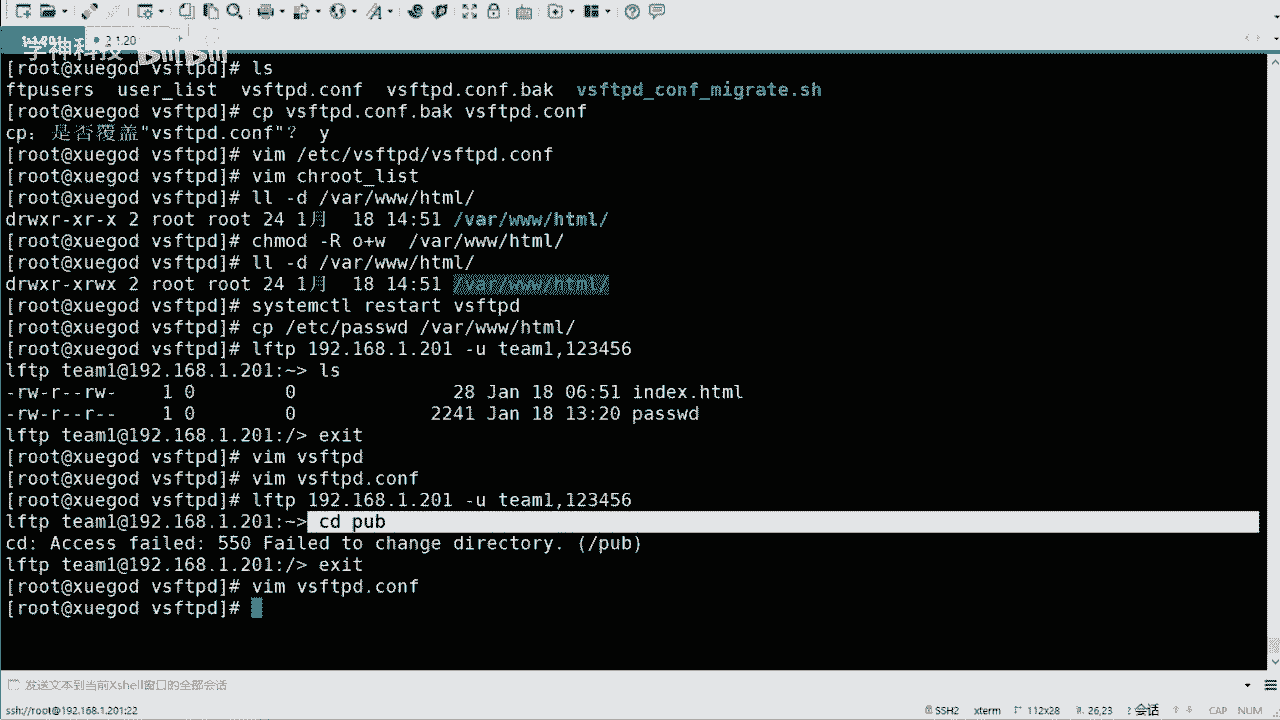 1 1.201
2 1.20
学神科技 bilibili
[root@xuegod vsftpd]# ls
ftpusers  user_list  vsftpd.conf  vsftpd.conf.bak  vsftpd_conf_migrate.sh
[root@xuegod vsftpd]# cp vsftpd.conf.bak vsftpd.conf
cp：是否覆盖"vsftpd.conf"？ y
[root@xuegod vsftpd]# vim /etc/vsftpd/vsftpd.conf
[root@xuegod vsftpd]# vim chroot_list
[root@xuegod vsftpd]# ll -d /var/www/html/
drwxr-xr-x 2 root root 24 1月  18 14:51 /var/www/html/
[root@xuegod vsftpd]# chmod -R o+w  /var/www/html/
[root@xuegod vsftpd]# ll -d /var/www/html/
drwxr-xrwx 2 root root 24 1月  18 14:51 /var/www/html/
[root@xuegod vsftpd]# systemctl restart vsftpd
[root@xuegod vsftpd]# cp /etc/passwd /var/www/html/
[root@xuegod vsftpd]# lftp 192.168.1.201 -u team1,123456
lftp team1@192.168.1.201:~> ls
-rw-r--rw-    1 0        0              28 Jan 18 06:51 index.html
-rw-r--r--    1 0        0            2241 Jan 18 13:20 passwd
lftp team1@192.168.1.201:/> exit
[root@xuegod vsftpd]# vim vsftpd
[root@xuegod vsftpd]# vim vsftpd.conf
[root@xuegod vsftpd]# lftp 192.168.1.201 -u team1,123456
lftp team1@192.168.1.201:~> cd pub
cd: Access failed: 550 Failed to change directory. (/pub)
lftp team1@192.168.1.201:/> exit
[root@xuegod vsftpd]# vim vsftpd.conf
[root@xuegod vsftpd]#
发送文本到当前Xshell窗口的全部会话
ssh://root@192.168.1.201:22 SSH2 xterm 112x28 26,23 2 会话 CAP NUM